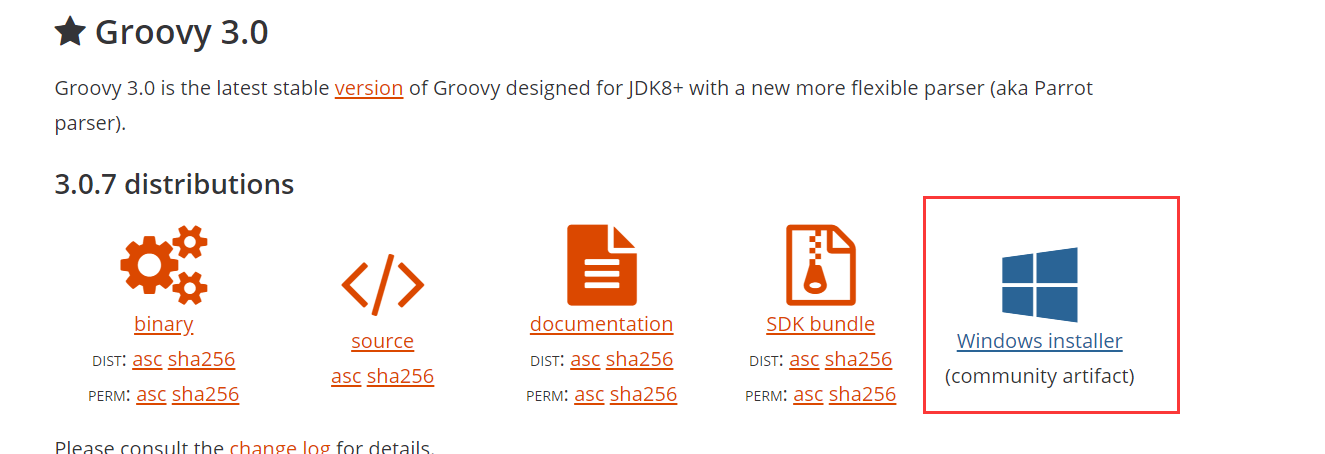 Groovy 3.0
Groovy 3.0 is the latest stable version of Groovy designed for JDK8+ with a new more flexible parser (aka Parrot
parser).
3.0.7 distributions
binary
DIST: asc sha256
PERM: asc sha256
source
asc sha256
documentation
DIST: asc sha256
PERM: asc sha256
SDK bundle
DIST: asc sha256
PERM: asc sha256
Windows installer
(community artifact)
Please consult the change log for details.